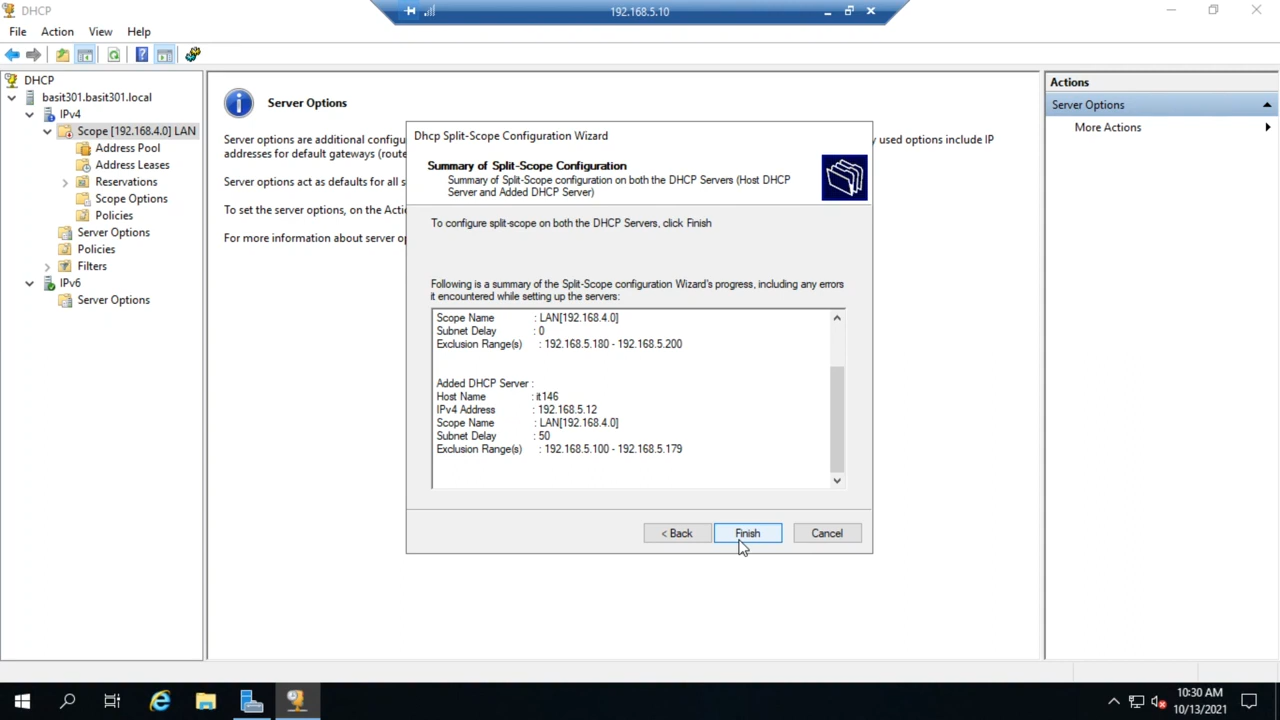 DHCP
192.168.5.10
File Action View Help
DHCP
basit301.basit301.local
IPv4
Scope [192.168.4.0] LAN
Address Pool
Address Leases
Reservations
Scope Options
Policies
Server Options
Policies
Filters
IPv6
Server Options
Server Options
Server options are additional configu
y used options include IP
addresses for default gateways (route
Server options act as defaults for all s
To set the server options, on the Actio
For more information about server op
Dhcp Split-Scope Configuration Wizard
Summary of Split-Scope Configuration
Summary of Split-Scope configuration on both the DHCP Servers (Host DHCP
Server and Added DHCP Server)
To configure split-scope on both the DHCP Servers, click Finish
Following is a summary of the Split-Scope configuration Wizard's progress, including any errors
it encountered while setting up the servers:
Scope Name : LAN[192.168.4.0]
Subnet Delay : 0
Exclusion Range(s) : 192.168.5.180 - 192.168.5.200
Added DHCP Server :
Host Name : it146
IPv4 Address : 192.168.5.12
Scope Name : LAN[192.168.4.0]
Subnet Delay : 50
Exclusion Range(s) : 192.168.5.100 - 192.168.5.179
< Back Finish Cancel
Actions
Server Options
More Actions
10:30 AM
10/13/2021